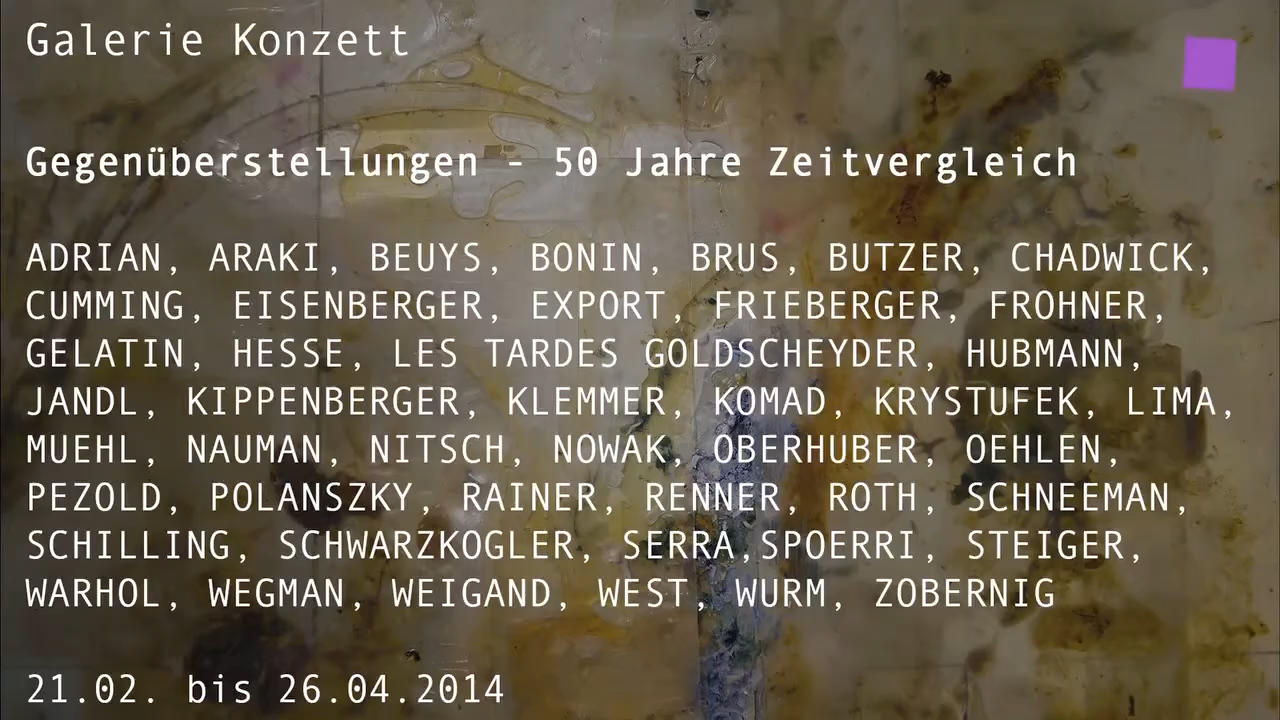 Galerie Konzett
Gegenüberstellungen - 50 Jahre Zeitvergleich
ADRIAN, ARAKI, BEUYS, BONIN, BRUS, BUTZER, CHADWICK,
CUMMING, EISENBERGER, EXPORT, FRIEBERGER, FROHNER,
GELATIN, HESSE, LES TARDES GOLDSCHEYDER, HUBMANN,
JANDL, KIPPENBERGER, KLEMMER, KOMAD, KRYSTUFEK, LIMA,
MUEHL, NAUMAN, NITSCH, NOWAK, OBERHUBER, OEHLEN,
PEZOLD, POLANSZKY, RAINER, RENNER, ROTH, SCHNEEMAN,
SCHILLING, SCHWARZKOGLER, SERRA,SPOERRI, STEIGER,
WARHOL, WEGMAN, WEIGAND, WEST, WURM, ZOBERNIG
21.02. bis 26.04.2014